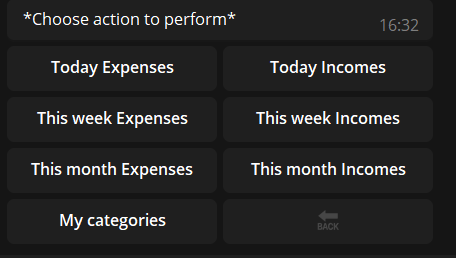 *Choose action to perform*
16:32
Today Expenses
Today Incomes
This week Expenses
This week Incomes
This month Expenses
This month Incomes
My categories
BACK